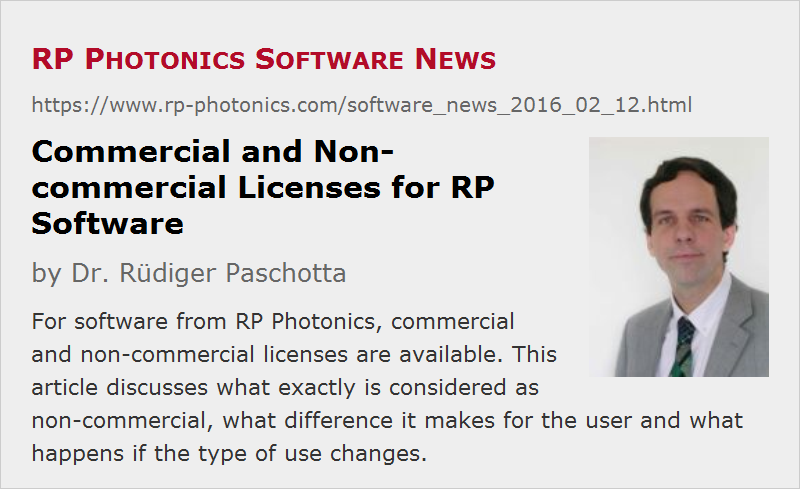 RP Photonics Software News
https://www.rp-photonics.com/software_news_2016_02_12.html
Commercial and Non-
commercial Licenses for RP
Software
by Dr. Rüdiger Paschotta
For software from RP Photonics, commercial
and non-commercial licenses are available. This
article discusses what exactly is considered as
non-commercial, what difference it makes for the user and what
happens if the type of use changes.